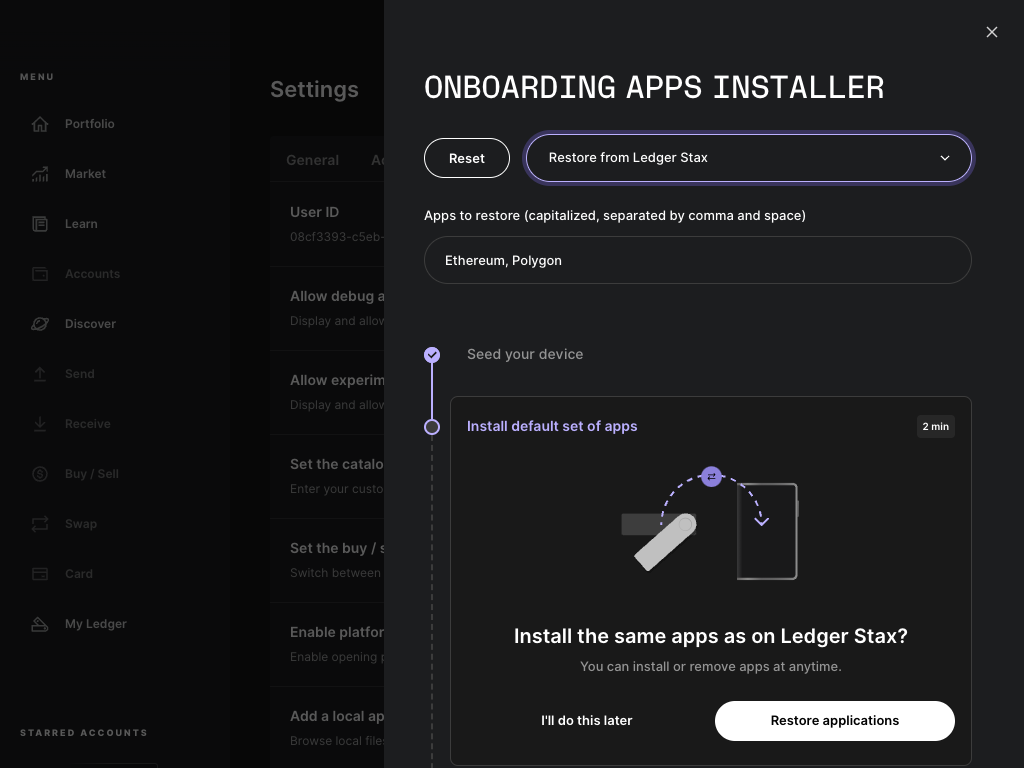 MENU
Portfolio
Market
Learn
Accounts
Discover
Send
Receive
Buy / Sell
Swap
Card
My Ledger
STARRED ACCOUNTS
Settings
General
User ID
08cf3393-c5eb-
Allow debug a
Display and allow
Allow experim
Display and allow
Set the catalo
Enter your custo
Set the buy / s
Switch between
Enable platfor
Enable opening p
Add a local ap
Browse local files
ONBOARDING APPS INSTALLER
Reset
Restore from Ledger Stax
Apps to restore (capitalized, separated by comma and space)
Ethereum, Polygon
Seed your device
Install default set of apps
2 min
Install the same apps as on Ledger Stax?
You can install or remove apps at anytime.
I'll do this later
Restore applications